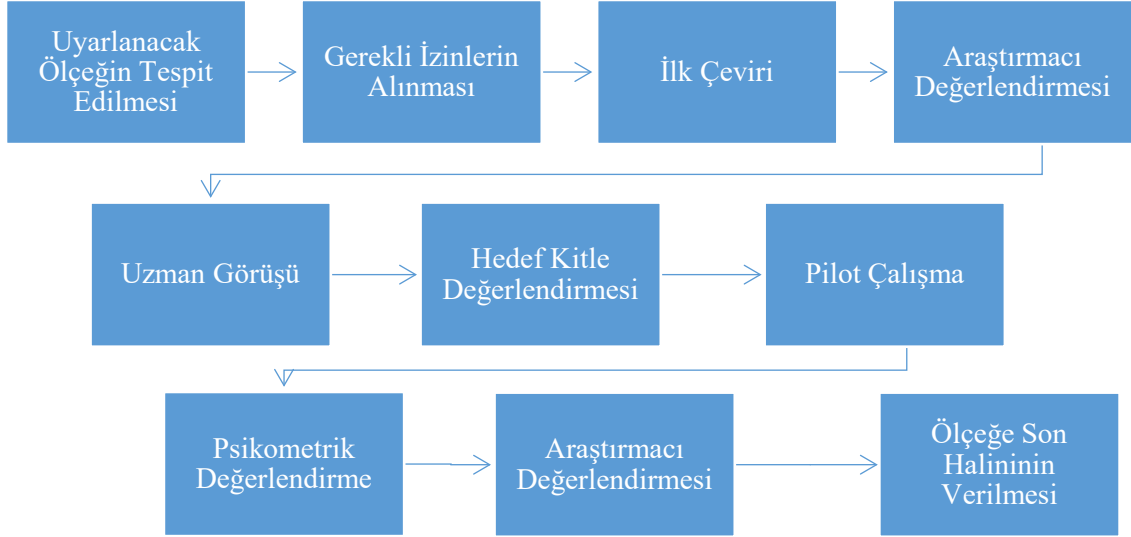 Uyarlanacak
Ölçeğin Tespit
Edilmesi
Gerekli İzinlerin
Alınması
İlk Çeviri
Araştırmacı
Değerlendirmesi
Uzman Görüşü
Hedef Kitle
Değerlendirmesi
Pilot Çalışma
Psikometrik
Değerlendirme
Araştırmacı
Değerlendirmesi
Ölçeğe Son
Halininin
Verilmesi